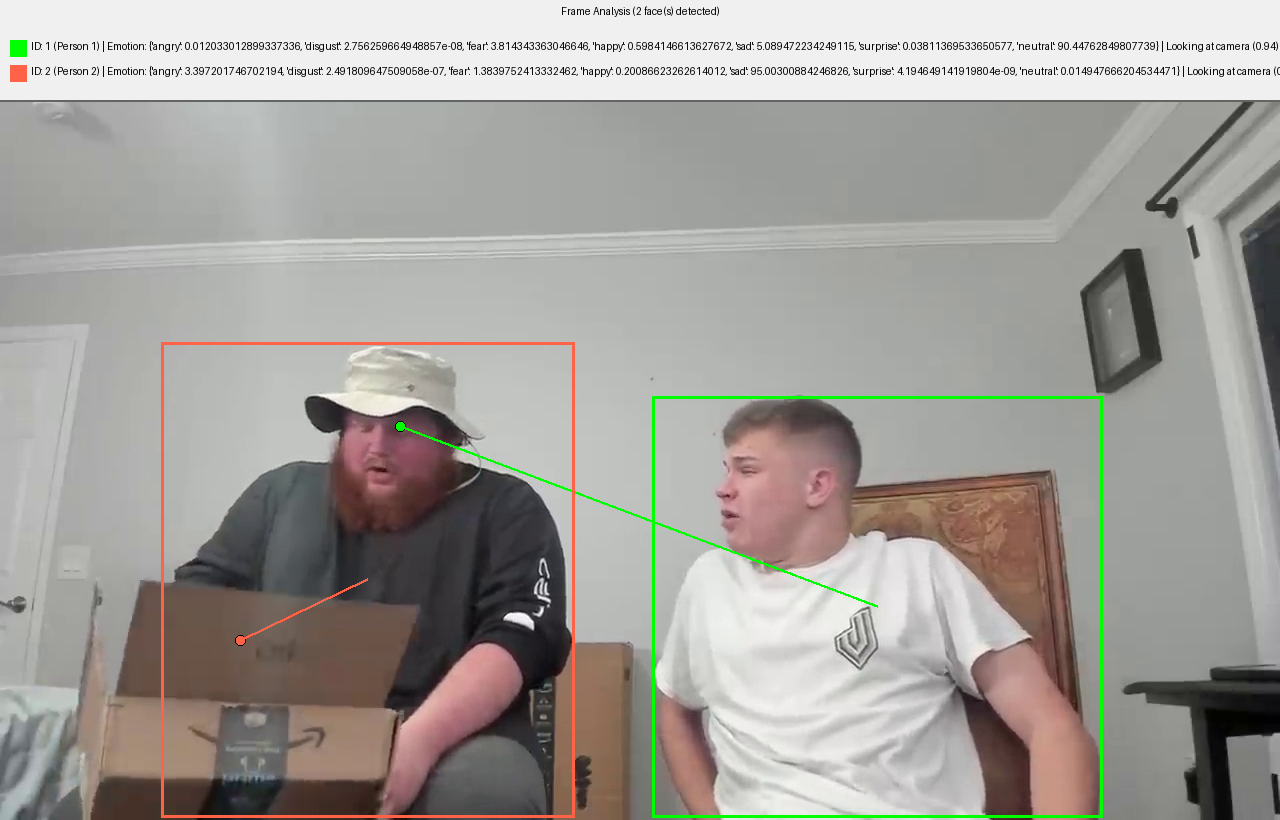 Frame Analysis (2 face(s) detected)
ID: 1 (Person 1) | Emotion: {'angry': 0.012033012899337336, 'disgust': 2.756259664948857e-08, 'fear': 3.814343363046646, 'happy': 0.5984146613627672, 'sad': 5.089472234249115, 'surprise': 0.03811369533650577, 'neutral': 90.44762849807739} | Looking at camera (0.94)
ID: 2 (Person 2) | Emotion: {'angry': 3.397201746702194, 'disgust': 2.491809647509058e-07, 'fear': 1.3839752413332462, 'happy': 0.20086623262614012, 'sad': 95.00300884246826, 'surprise': 4.194649141919804e-09, 'neutral': 0.014947666204534471} | Looking at camera (0
prime